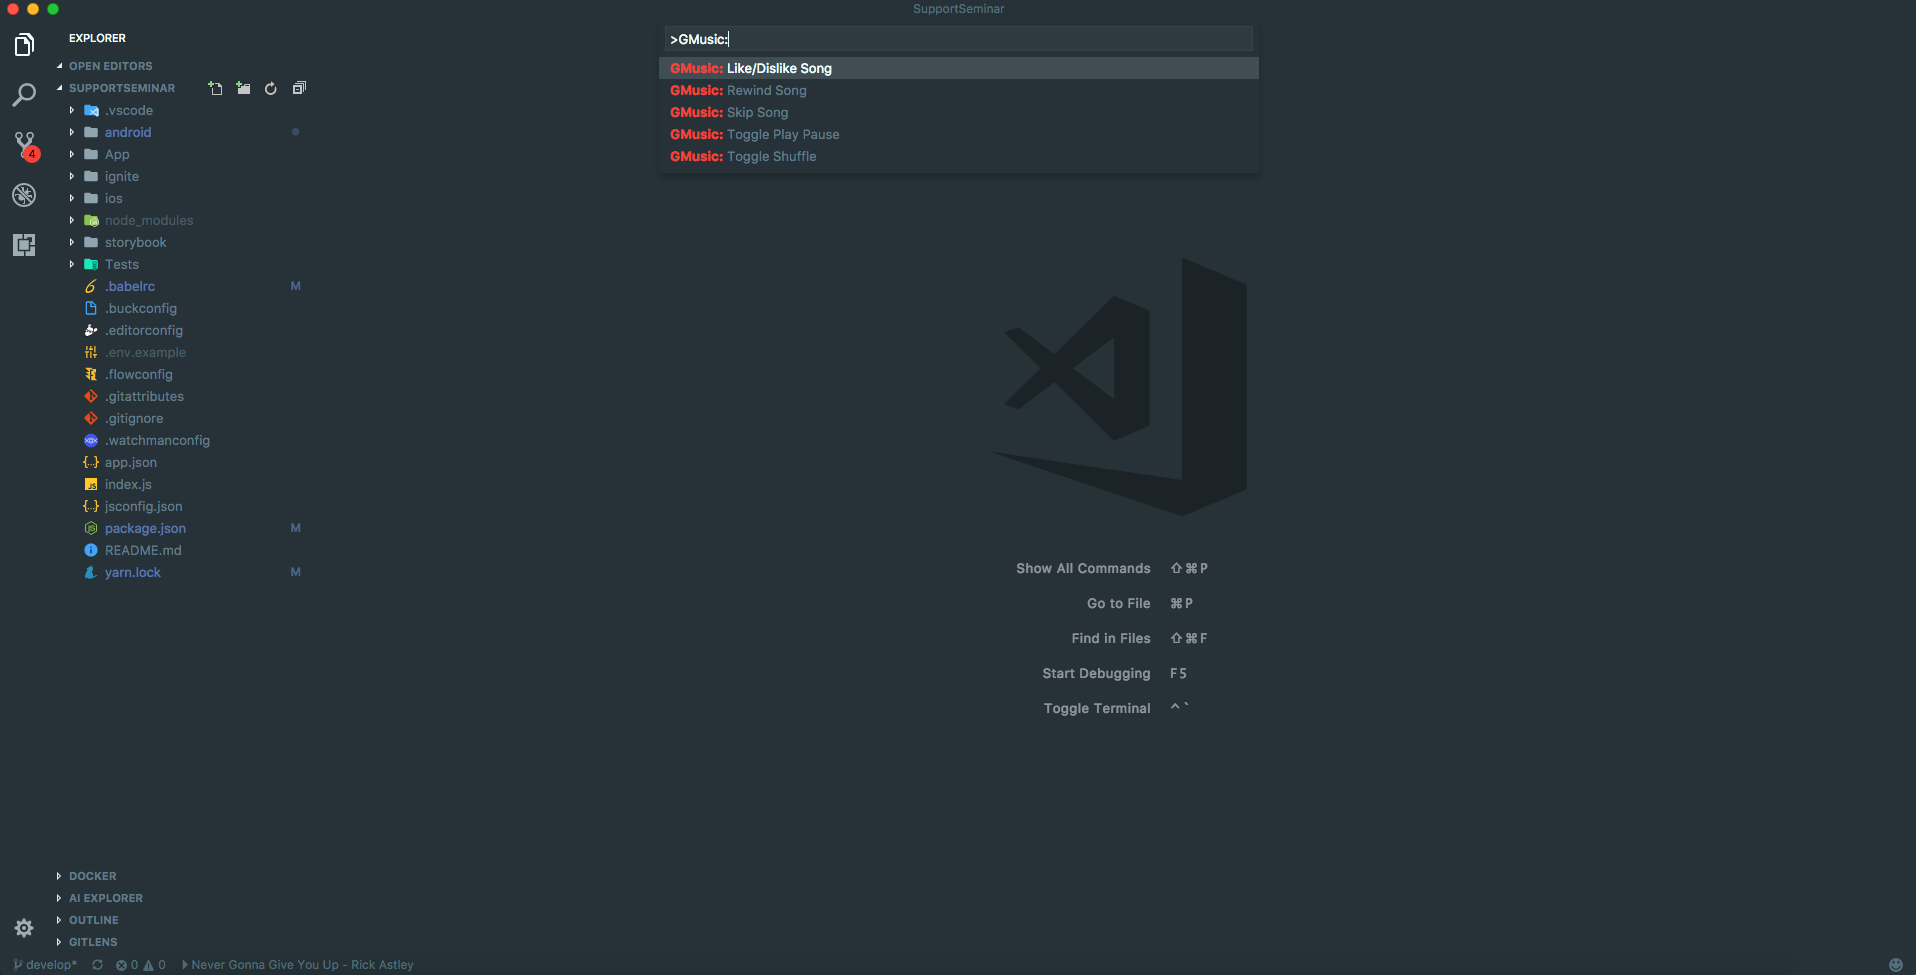 SupportSeminar
EXPLORER
OPEN EDITORS
SUPPORTSEMINAR
.vscode
android
App
ignite
ios
node_modules
storybook
Tests
.babelrc M
.buckconfig
.editorconfig
.env.example
.flowconfig
.gitattributes
.gitignore
.watchmanconfig
app.json
index.js
jsconfig.json
package.json M
README.md
yarn.lock M
DOCKER
AI EXPLORER
OUTLINE
GITLENS
4
>GMusic:
GMusic: Like/Dislike Song
GMusic: Rewind Song
GMusic: Skip Song
GMusic: Toggle Play Pause
GMusic: Toggle Shuffle
Show All Commands ⇧⌘P
Go to File ⌘P
Find in Files ⇧⌘F
Start Debugging F5
Toggle Terminal ^`
develop* 0 0 Never Gonna Give You Up - Rick Astley